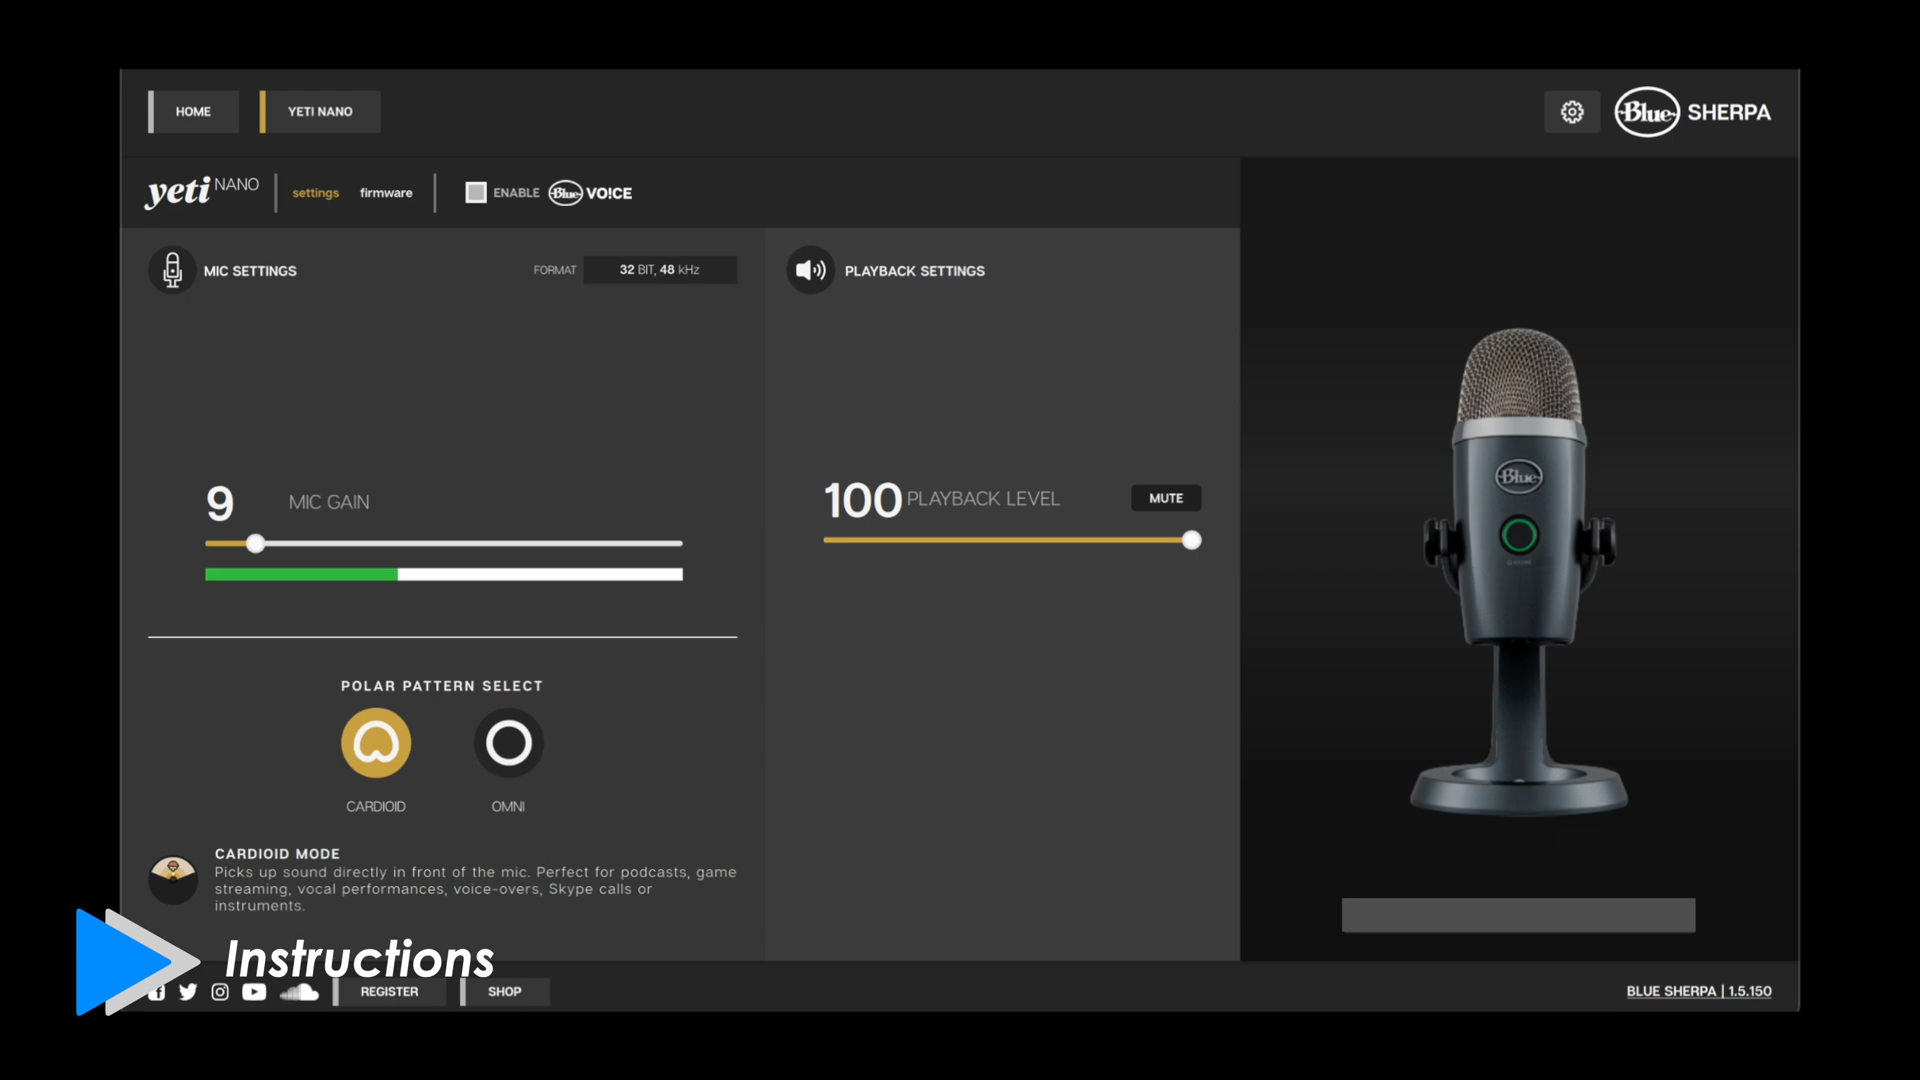 HOME
YETI NANO
Blue SHERPA
yeti NANO
settings
firmware
ENABLE Blue VO!CE
MIC SETTINGS
FORMAT
32 BIT, 48 kHz
PLAYBACK SETTINGS
9 MIC GAIN
100 PLAYBACK LEVEL
MUTE
Blue
POLAR PATTERN SELECT
CARDIOID
OMNI
CARDIOID MODE
Picks up sound directly in front of the mic. Perfect for podcasts, game
streaming, vocal performances, voice-overs, Skype calls or
instruments.
Instructions
REGISTER
SHOP
BLUE SHERPA | 1.5.150